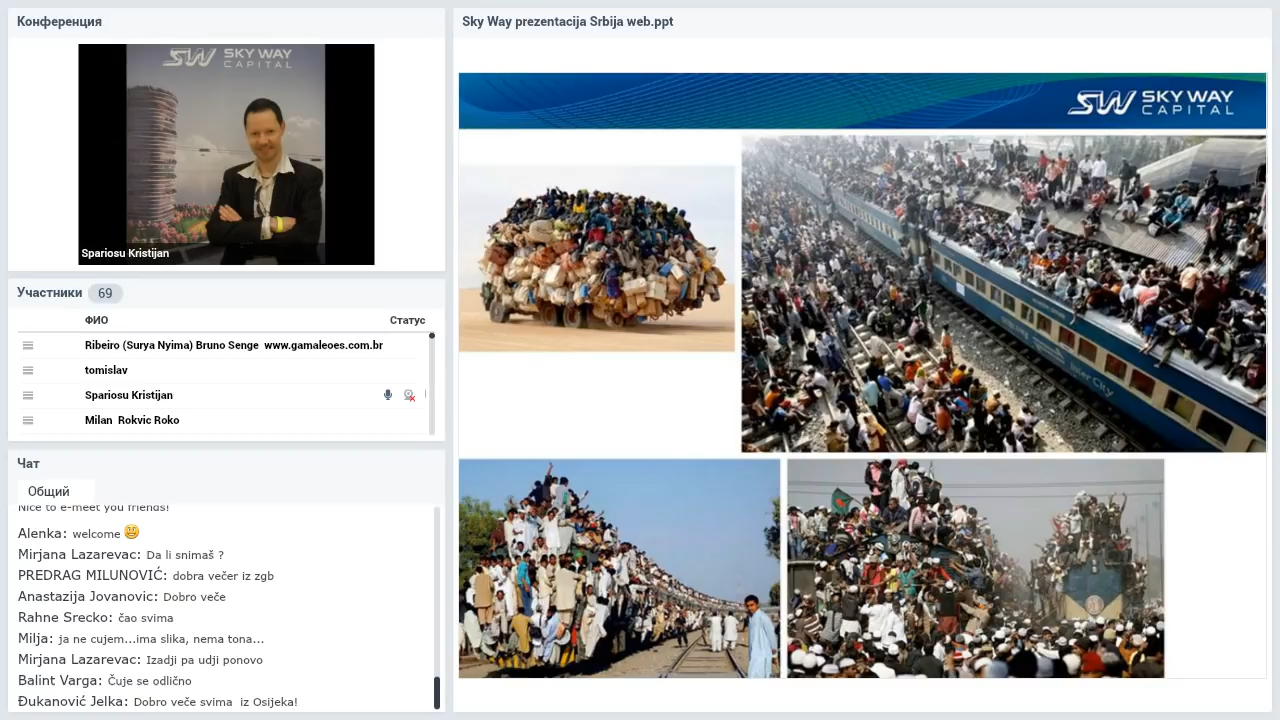 Конференция
SKY WAY
CAPITAL
Spariosu Kristijan
Участники 69
ФИО Статус
Ribeiro (Surya Nyima) Bruno Senge www.gamaleoes.com.br
tomislav
Spariosu Kristijan
Milan Rokvic Roko
Чат
Общий
Nice to e-meet you friends!
Alenka: welcome
Mirjana Lazarevac: Da li snimaš ?
PREDRAG MILUNOVIĆ: dobra večer iz zgb
Anastazija Jovanovic: Dobro veče
Rahne Srecko: čao svima
Milja: ja ne cujem...ima slika, nema tona...
Mirjana Lazarevac: Izadji pa udji ponovo
Balint Varga: Čuje se odlično
Đukanović Jelka: Dobro veče svima iz Osijeka!
Sky Way prezentacija Srbija web.ppt
SW SKY WAY
CAPITAL
Inter City